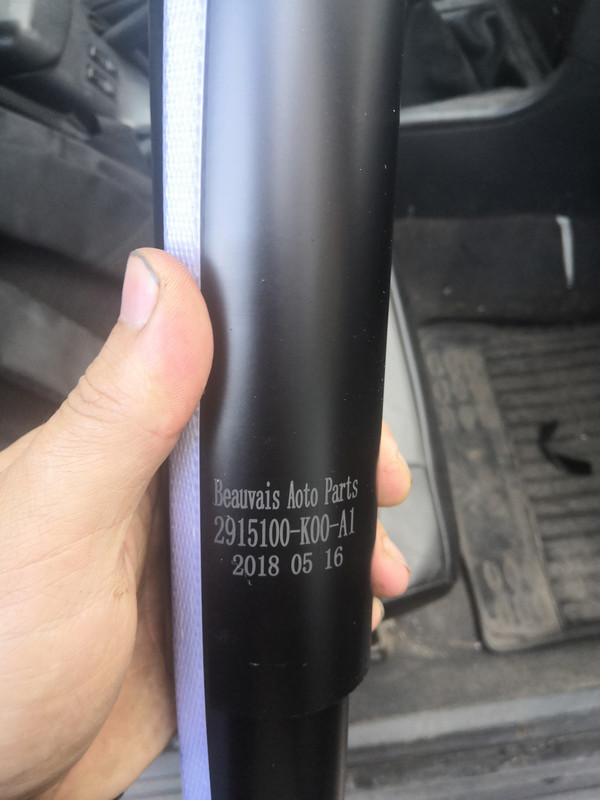 Beauvais Aoto Parts
2915100-K00-A1
2018 05 16